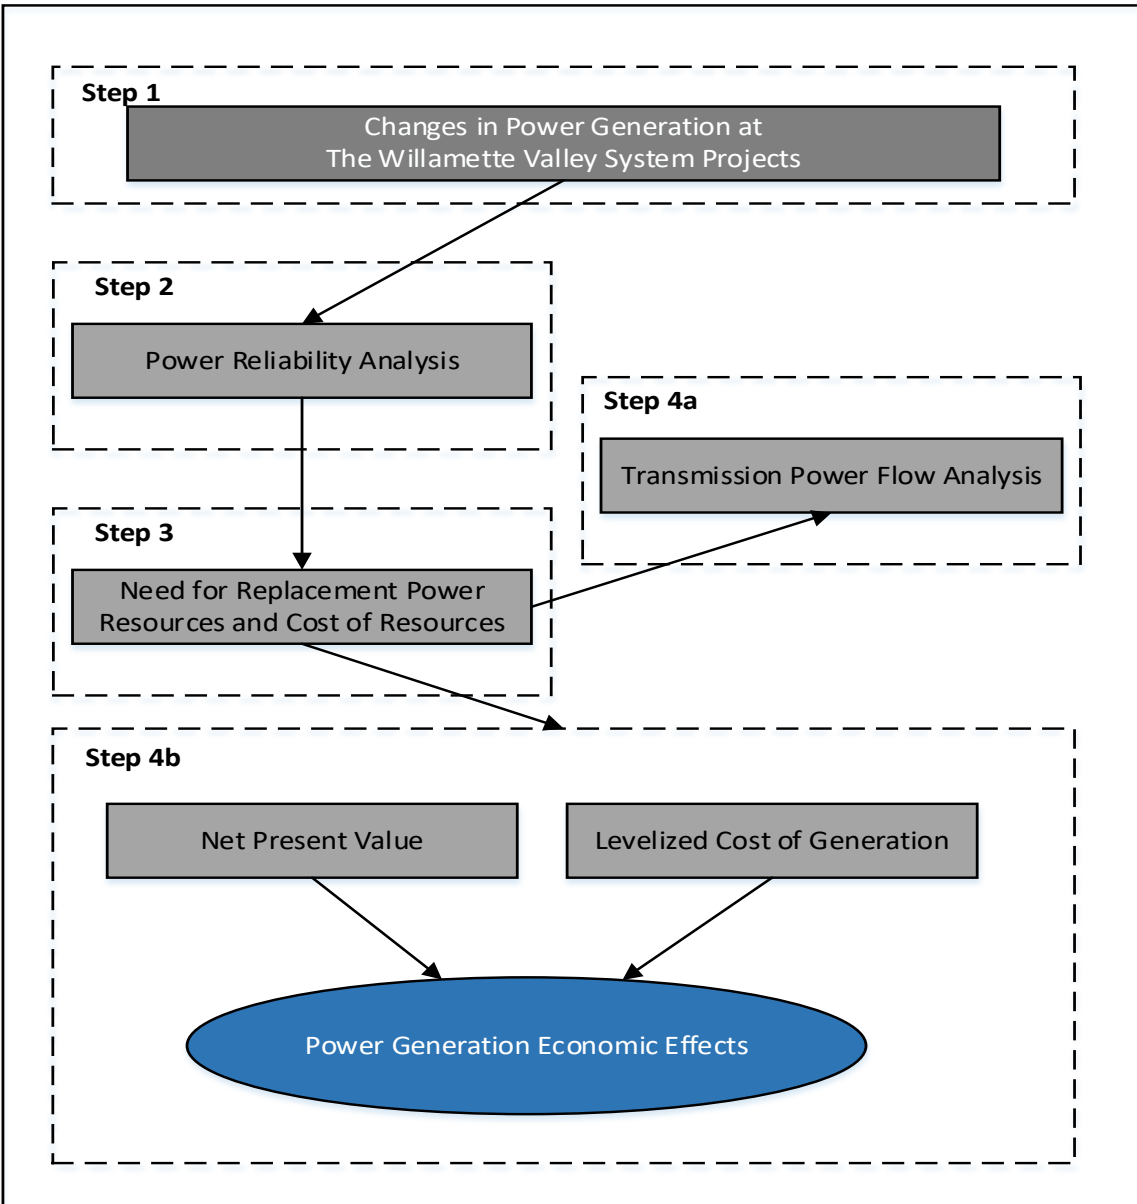 Step 1
Changes in Power Generation at
The Willamette Valley System Projects
Step 2
Power Reliability Analysis
Step 4a
Transmission Power Flow Analysis
Step 3
Need for Replacement Power
Resources and Cost of Resources
Step 4b
Net Present Value
Levelized Cost of Generation
Power Generation Economic Effects